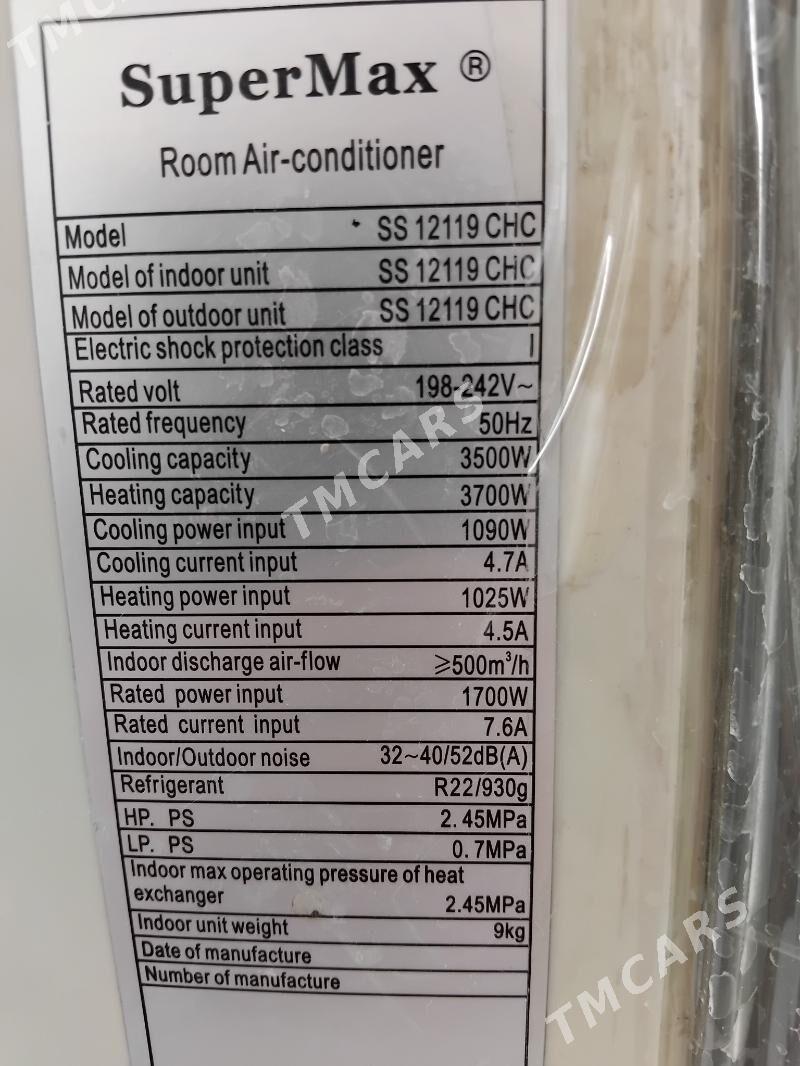 SuperMax ®
Room Air-conditioner
Model SS 12119 CHC
Model of indoor unit SS 12119 CHC
Model of outdoor unit SS 12119 CHC
Electric shock protection class I
Rated volt 198-242V~
Rated frequency 50Hz
Cooling capacity 3500W
Heating capacity 3700W
Cooling power input 1090W
Cooling current input 4.7A
Heating power input 1025W
Heating current input 4.5A
Indoor discharge air-flow ≥500m³/h
Rated power input 1700W
Rated current input 7.6A
Indoor/Outdoor noise 32~40/52dB(A)
Refrigerant R22/930g
HP. PS 2.45MPa
LP. PS 0.7MPa
Indoor max operating pressure of heat
exchanger 2.45MPa
Indoor unit weight 9kg
Date of manufacture
Number of manufacture
TMCARS
TMCARS
TMCARS